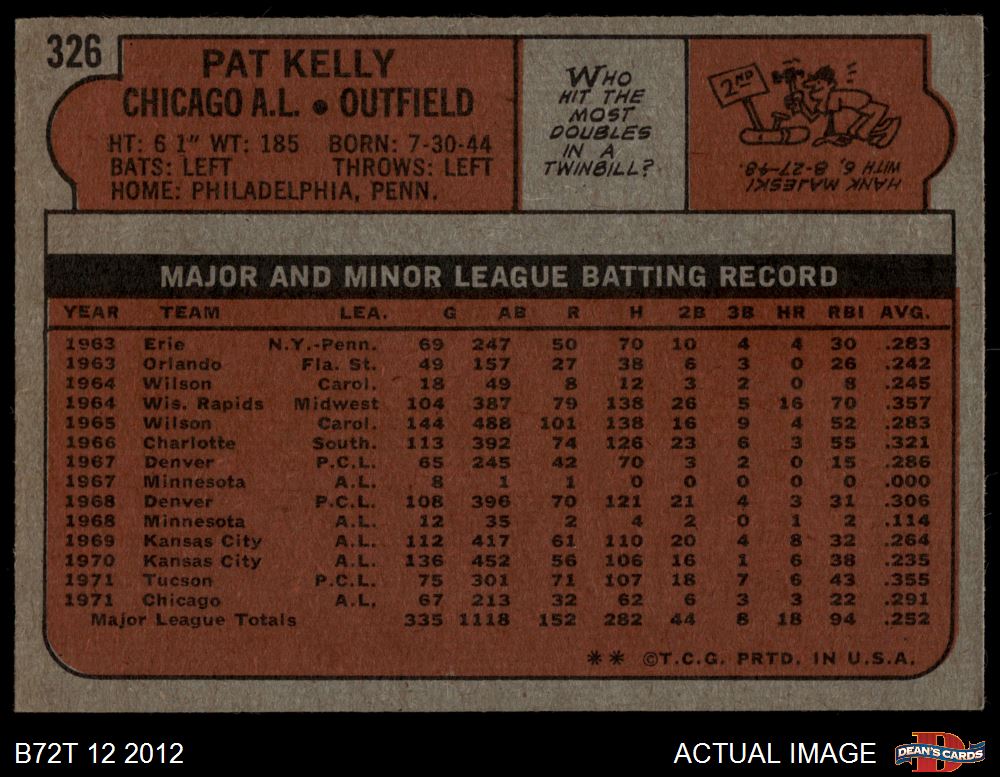 326
PAT KELLY
CHICAGO A.L. • OUTFIELD
HT: 6 1" WT: 185 BORN: 7-30-44
BATS: LEFT THROWS: LEFT
HOME: PHILADELPHIA, PENN.
WHO
HIT THE
MOST
DOUBLES
IN A
TWINBILL?
2ND
HANK MAJESKI
WITH 6, 8-27-48.
MAJOR AND MINOR LEAGUE BATTING RECORD
YEAR TEAM LEA. G AB R H 2B 3B HR RBI AVG.
1963 Erie N.Y.-Penn. 69 247 50 70 10 4 4 30 .283
1963 Orlando Fla. St. 49 157 27 38 6 3 0 26 .242
1964 Wilson Carol. 18 49 8 12 3 2 0 8 .245
1964 Wis. Rapids Midwest 104 387 79 138 26 5 16 70 .357
1965 Wilson Carol. 144 488 101 138 16 9 4 52 .283
1966 Charlotte South. 113 392 74 126 23 6 3 55 .321
1967 Denver P.C.L. 65 245 42 70 3 2 0 15 .286
1967 Minnesota A.L. 8 1 1 0 0 0 0 0 .000
1968 Denver P.C.L. 108 396 70 121 21 4 3 31 .306
1968 Minnesota A.L. 12 35 2 4 2 0 1 2 .114
1969 Kansas City A.L. 112 417 61 110 20 4 8 32 .264
1970 Kansas City A.L. 136 452 56 106 16 1 6 38 .235
1971 Tucson P.C.L. 75 301 71 107 18 7 6 43 .355
1971 Chicago A.L. 67 213 32 62 6 3 3 22 .291
Major League Totals 335 1118 152 282 44 8 18 94 .252
** ©T.C.G. PRTD. IN U.S.A.
B72T 12 2012
ACTUAL IMAGE
D
DEAN'S CARDS